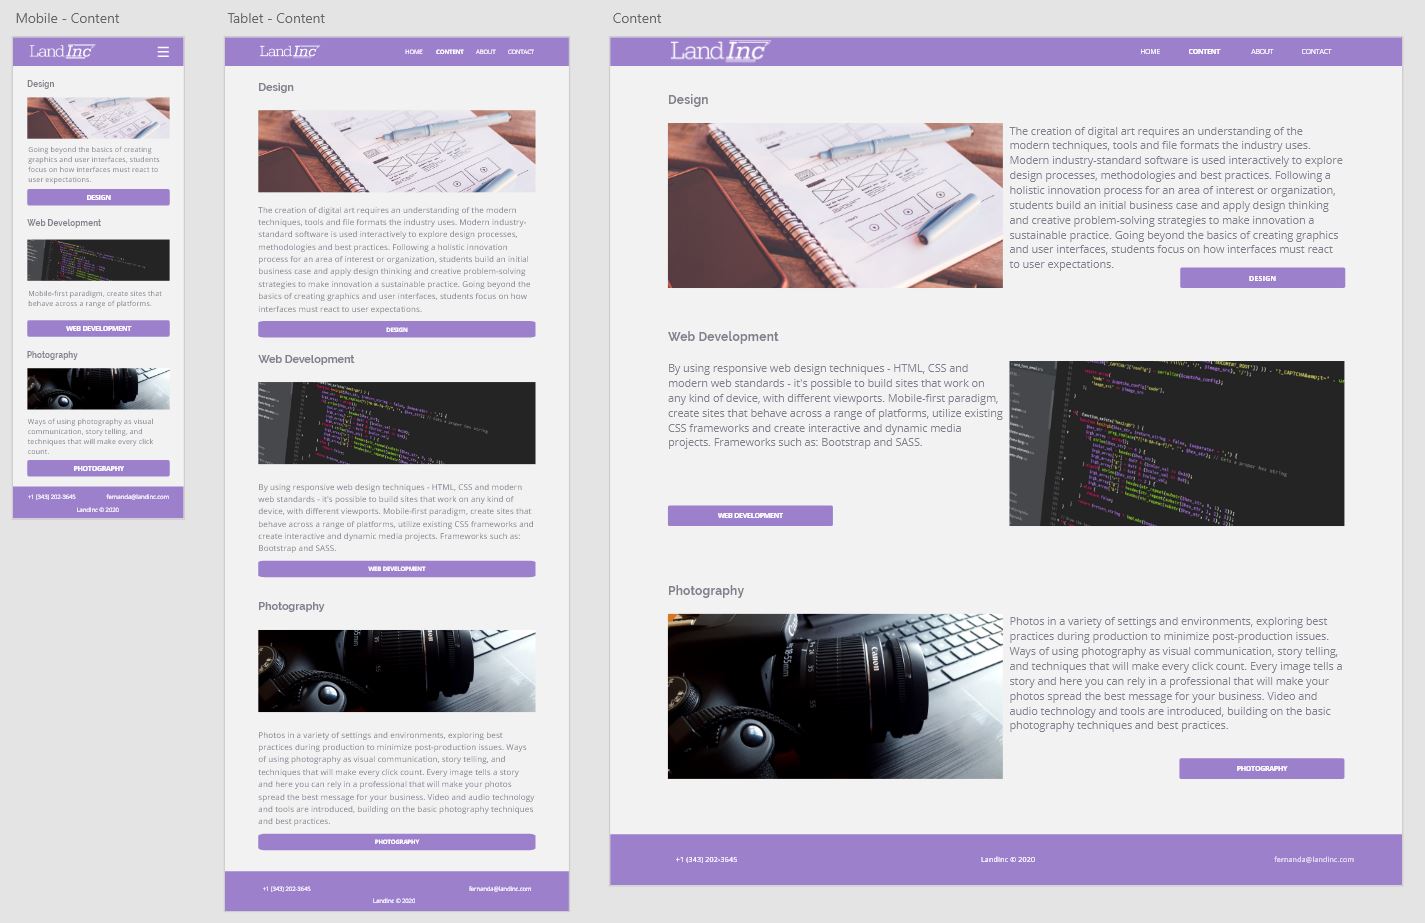 Mobile - Content
Land Inc
Design
Going beyond the basics of creating
graphics and user interfaces, students
focus on how interfaces must react to
user expectations.
DESIGN
Web Development
Mobile-first paradigm, create sites that
behave across a range of platforms.
WEB DEVELOPMENT
Photography
Ways of using photography as visual
communication, story telling, and
techniques that will make every click
count.
PHOTOGRAPHY
+1 (343) 202-3645 fernanda@landinc.com
Landinc © 2020
Tablet - Content
Land Inc HOME CONTENT ABOUT CONTACT
Design
The creation of digital art requires an understanding of the modern
techniques, tools and file formats the industry uses. Modern industry-
standard software is used interactively to explore design processes,
methodologies and best practices. Following a holistic innovation
process for an area of interest or organization, students build an initial
business case and apply design thinking and creative problem-solving
strategies to make innovation a sustainable practice. Going beyond the
basics of creating graphics and user interfaces, students focus on how
interfaces must react to user expectations.
DESIGN
Web Development
By using responsive web design techniques - HTML, CSS and modern
web standards - it's possible to build sites that work on any kind of
device, with different viewports. Mobile-first paradigm, create sites that
behave across a range of platforms, utilize existing CSS frameworks and
create interactive and dynamic media projects. Frameworks such as:
Bootstrap and SASS.
WEB DEVELOPMENT
Photography
Photos in a variety of settings and environments, exploring best
practices during production to minimize post-production issues. Ways
of using photography as visual communication, story telling, and
techniques that will make every click count. Every image tells a story
and here you can rely in a professional that will make your photos
spread the best message for your business. Video and audio technology
and tools are introduced, building on the basic photography techniques
and best practices.
PHOTOGRAPHY
+1 (343) 202-3645 fernanda@landinc.com
Landinc © 2020
Content
Land Inc HOME CONTENT ABOUT CONTACT
Design
The creation of digital art requires an understanding of the
modern techniques, tools and file formats the industry uses.
Modern industry-standard software is used interactively to explore
design processes, methodologies and best practices. Following a
holistic innovation process for an area of interest or organization,
students build an initial business case and apply design thinking
and creative problem-solving strategies to make innovation a
sustainable practice. Going beyond the basics of creating graphics
and user interfaces, students focus on how interfaces must react
to user expectations.
DESIGN
Web Development
By using responsive web design techniques - HTML, CSS and
modern web standards - it's possible to build sites that work on
any kind of device, with different viewports. Mobile-first paradigm,
create sites that behave across a range of platforms, utilize existing
CSS frameworks and create interactive and dynamic media
projects. Frameworks such as: Bootstrap and SASS.
WEB DEVELOPMENT
Photography
Canon
Photos in a variety of settings and environments, exploring best
practices during production to minimize post-production issues.
Ways of using photography as visual communication, story telling,
and techniques that will make every click count. Every image tells a
story and here you can rely in a professional that will make your
photos spread the best message for your business. Video and
audio technology and tools are introduced, building on the basic
photography techniques and best practices.
PHOTOGRAPHY
+1 (343) 202-3645 Landinc © 2020 fernanda@landinc.com